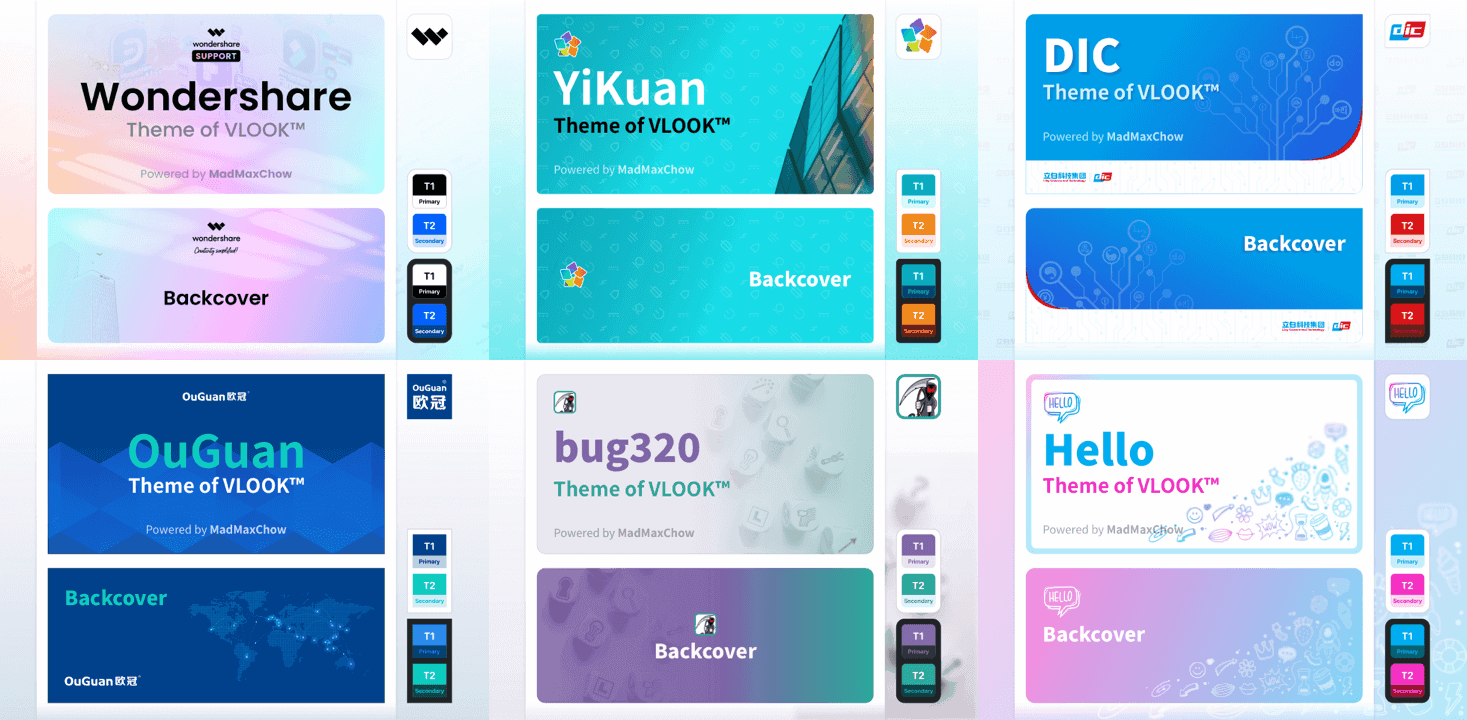 wondershare
SUPPORT
Wondershare
Theme of VLOOK™
Powered by MadMaxChow
wondershare
Creativity simplified!
Backcover
T1
Primary
T2
Secondary
T1
Primary
T2
Secondary
YiKuan
Theme of VLOOK™
Powered by MadMaxChow
Backcover
T1
Primary
T2
Secondary
T1
Primary
T2
Secondary
DIC
Theme of VLOOK™
Powered by MadMaxChow
立白科技集团
dic
Backcover
立白科技集团
dic
dic
T1
Primary
T2
Secondary
T1
Primary
T2
Secondary
OuGuan欧冠
OuGuan
Theme of VLOOK™
Powered by MadMaxChow
Backcover
OuGuan欧冠
OuGuan
欧冠
T1
Primary
T2
Secondary
T1
Primary
T2
Secondary
bug320
Theme of VLOOK™
Powered by MadMaxChow
Backcover
T1
Primary
T2
Secondary
T1
Primary
T2
Secondary
HELLO
Hello
Theme of VLOOK™
Powered by MadMaxChow
HELLO
Backcover
HELLO
T1
Primary
T2
Secondary
T1
Primary
T2
Secondary